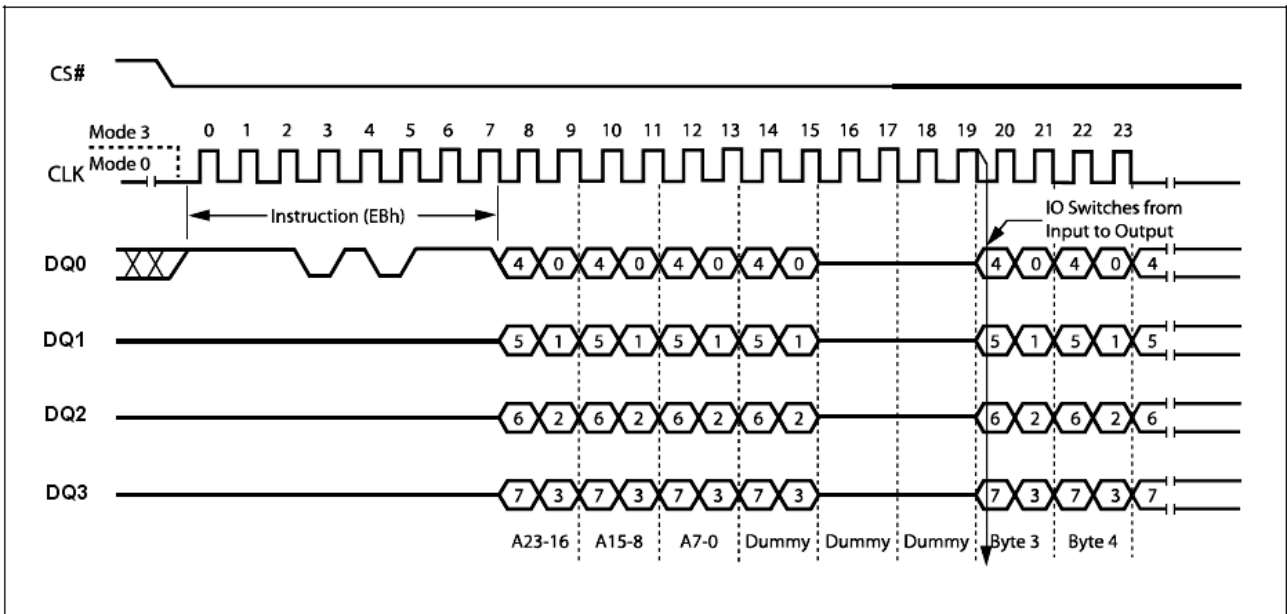 CS#
Mode 3
0 1 2 3 4 5 6 7 8 9 10 11 12 13 14 15 16 17 18 19 20 21 22 23
CLK Mode 0
Instruction (EBh)
IO Switches from
Input to Output
DQ0 4 0 4 0 4 0 4 0 4 0 4 0 4
DQ1 5 1 5 1 5 1 5 1 5 1 5 1 5
DQ2 6 2 6 2 6 2 6 2 6 2 6 2 6
DQ3 7 3 7 3 7 3 7 3 7 3 7 3 7
A23-16 A15-8 A7-0 Dummy Dummy Dummy Byte 3 Byte 4